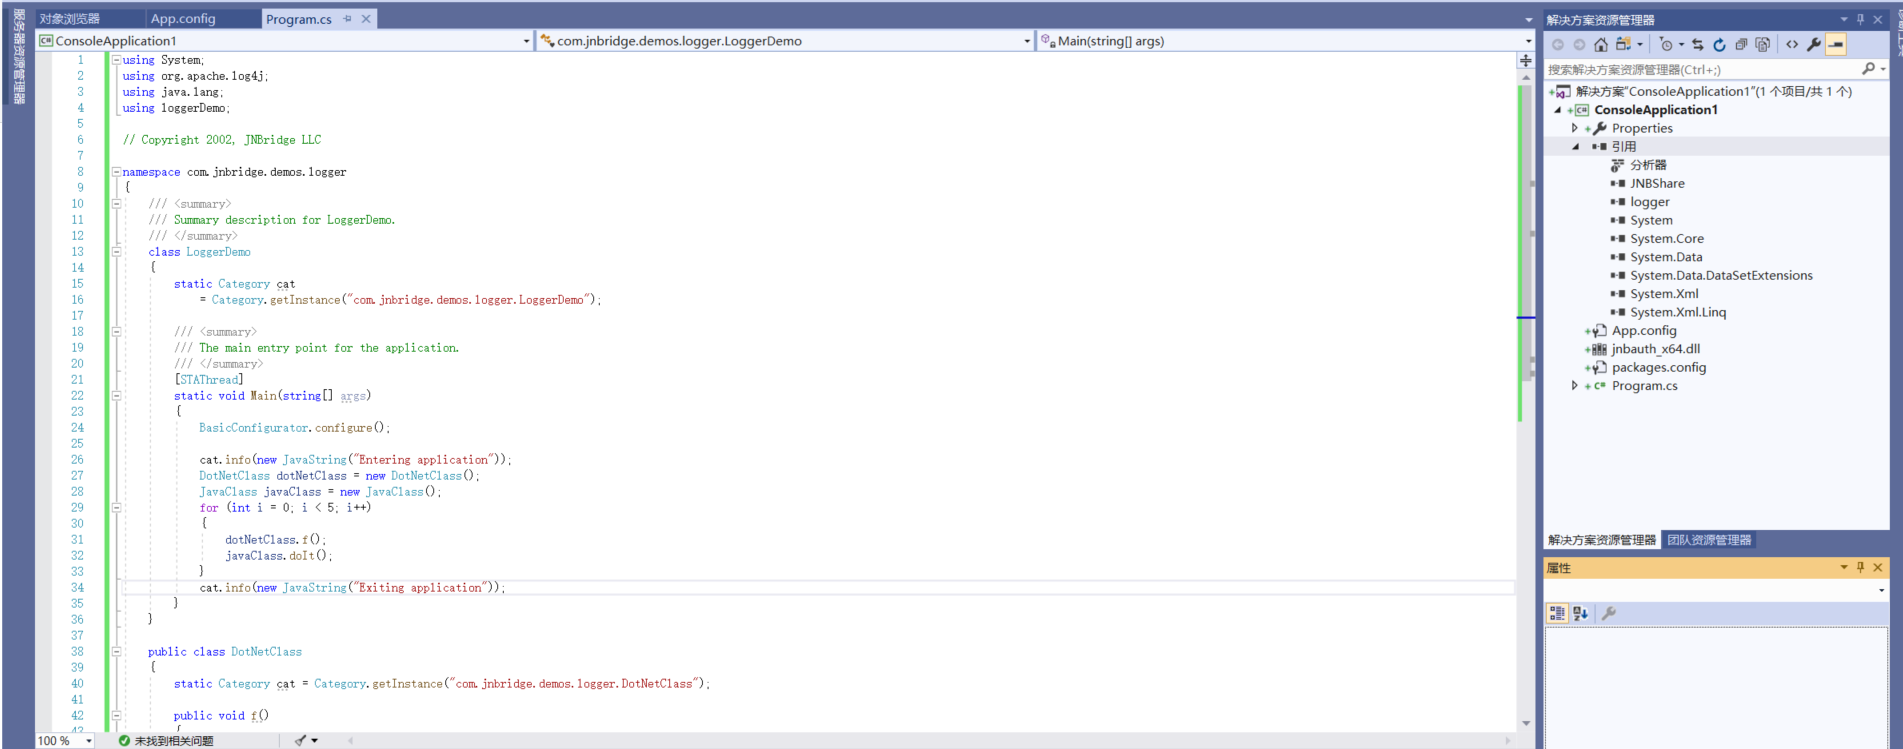 服务器资源管理器
对象浏览器
App.config
Program.cs
ConsoleApplication1
com.jnbridge.demos.logger.LoggerDemo
Main(string[] args)
1 using System;
2 using org.apache.log4j;
3 using java.lang;
4 using loggerDemo;
5
6 // Copyright 2002, JNBridge LLC
7
8 namespace com.jnbridge.demos.logger
9 {
10 /// <summary>
11 /// Summary description for LoggerDemo.
12 /// </summary>
13 class LoggerDemo
14 {
15 static Category cat
16 = Category.getInstance("com.jnbridge.demos.logger.LoggerDemo");
17
18 /// <summary>
19 /// The main entry point for the application.
20 /// </summary>
21 [STAThread]
22 static void Main(string[] args)
23 {
24 BasicConfigurator.configure();
25
26 cat.info(new JavaString("Entering application"));
27 DotNetClass dotNetClass = new DotNetClass();
28 JavaClass javaClass = new JavaClass();
29 for (int i = 0; i < 5; i++)
30 {
31 dotNetClass.f();
32 javaClass.doIt();
33 }
34 cat.info(new JavaString("Exiting application"));
35 }
36 }
37
38 public class DotNetClass
39 {
40 static Category cat = Category.getInstance("com.jnbridge.demos.logger.DotNetClass");
41
42 public void f()
100 %
未找到相关问题
解决方案资源管理器
搜索解决方案资源管理器(Ctrl+;)
解决方案"ConsoleApplication1"(1 个项目/共 1 个)
ConsoleApplication1
Properties
引用
分析器
JNBShare
logger
System
System.Core
System.Data
System.Data.DataSetExtensions
System.Xml
System.Xml.Linq
App.config
jnbauth_x64.dll
packages.config
C# Program.cs
解决方案资源管理器
团队资源管理器
属性